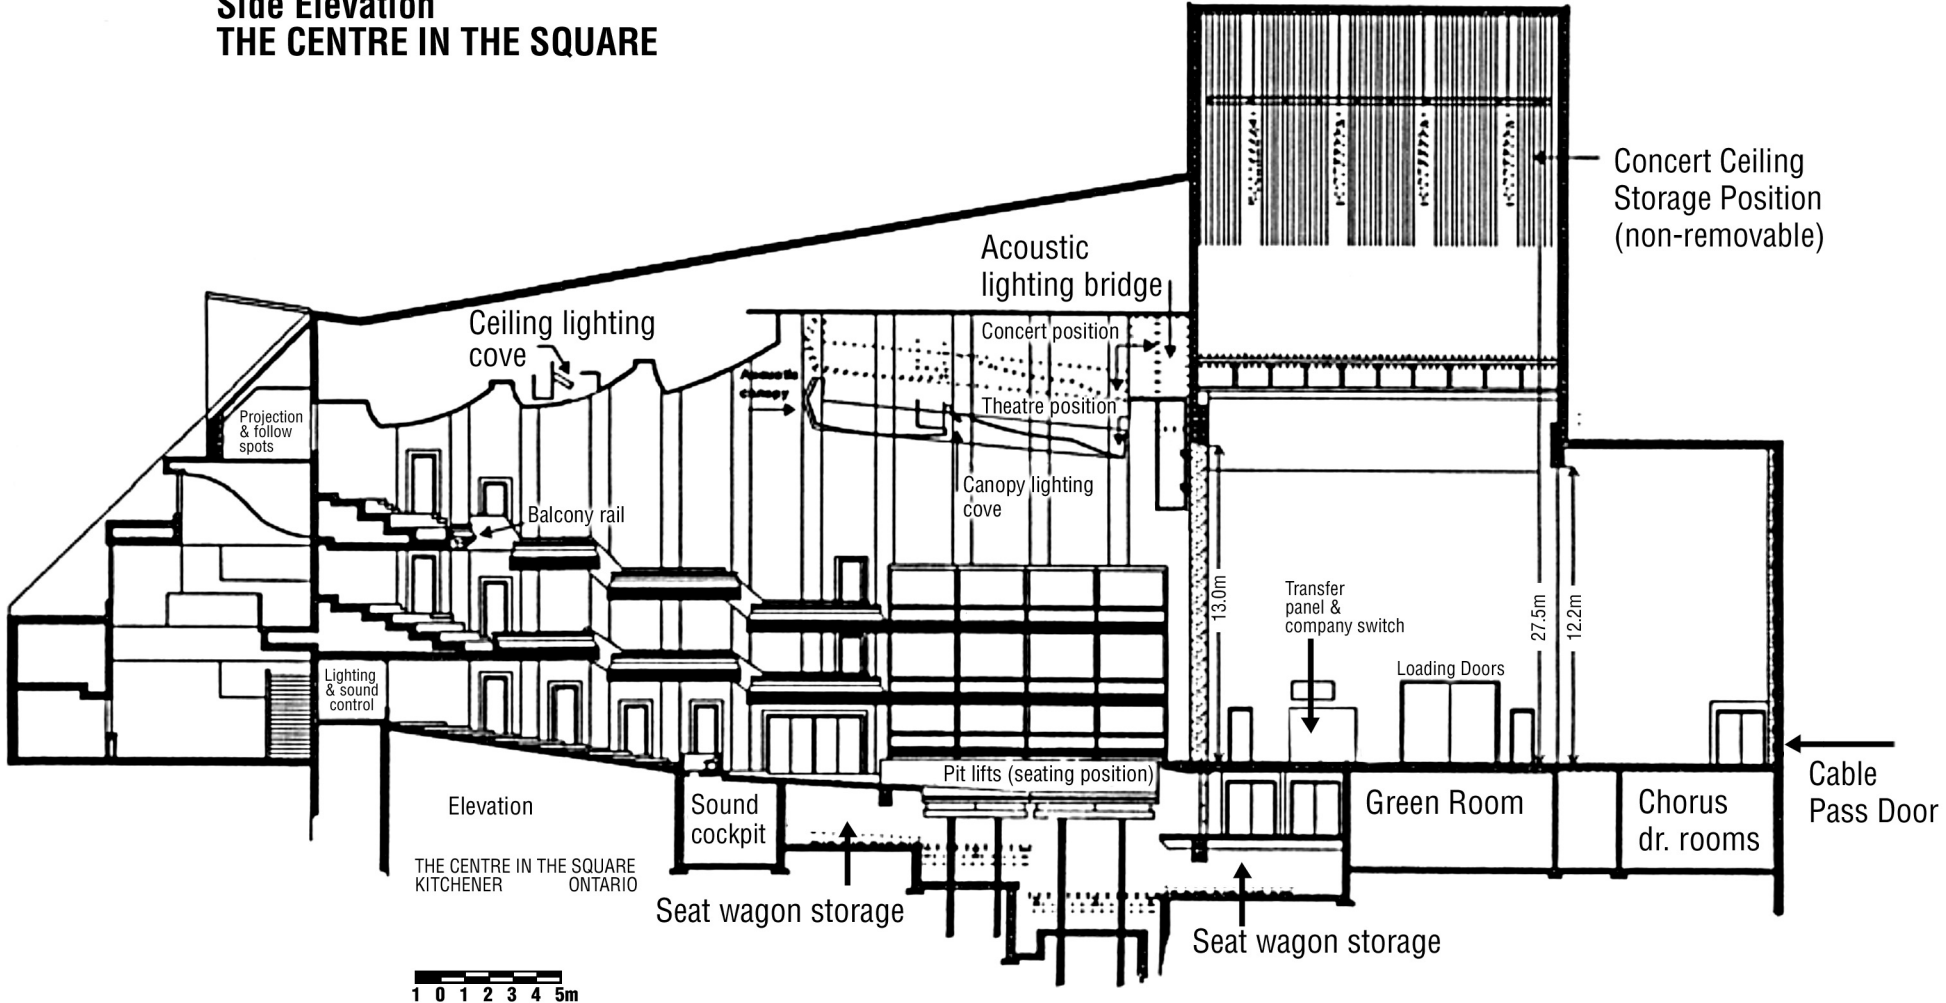 Side Elevation
THE CENTRE IN THE SQUARE
Concert Ceiling
Storage Position
(non-removable)
Acoustic
lighting bridge
Ceiling lighting
cove
Concert position
Acoustic
canopy
Theatre position
Projection
& follow
spots
Canopy lighting
cove
Balcony rail
13.0m
Transfer
panel &
company switch
27.5m
12.2m
Loading Doors
Lighting
& sound
control
Pit lifts (seating position)
Cable
Pass Door
Elevation
Sound
cockpit
Green Room
Chorus
dr. rooms
THE CENTRE IN THE SQUARE
KITCHENER ONTARIO
Seat wagon storage
Seat wagon storage
1 0 1 2 3 4 5m